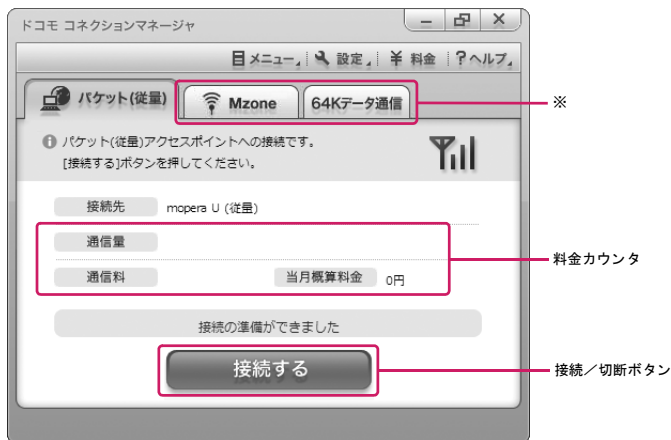 ドコモ コネクションマネージャ
メニュー 設定 ¥ 料金 ?ヘルプ
パケット(従量) Mzone 64Kデータ通信
※
パケット(従量)アクセスポイントへの接続です。
[接続する]ボタンを押してください。
接続先 mopera U (従量)
通信量
料金カウンタ
通信料 当月概算料金 0円
接続の準備ができました
接続する
接続／切断ボタン